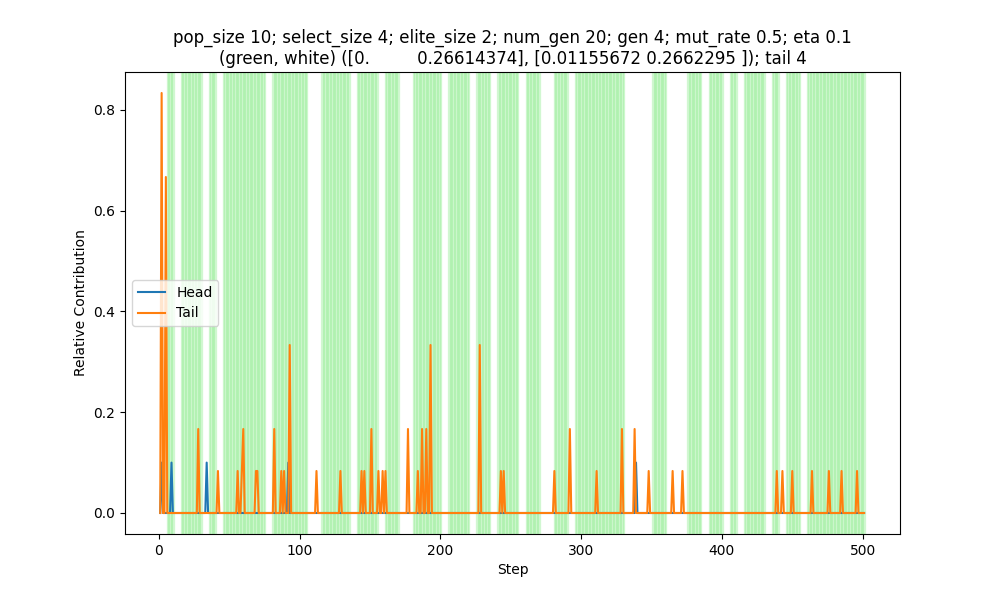 pop_size 10; select_size 4; elite_size 2; num_gen 20; gen 4; mut_rate 0.5; eta 0.1
(green, white) ([0.         0.26614374], [0.01155672 0.2662295 ]); tail 4
0.8
0.6
0.4
0.2
0.0
Relative Contribution
Head
Tail
0 100 200 300 400 500
Step